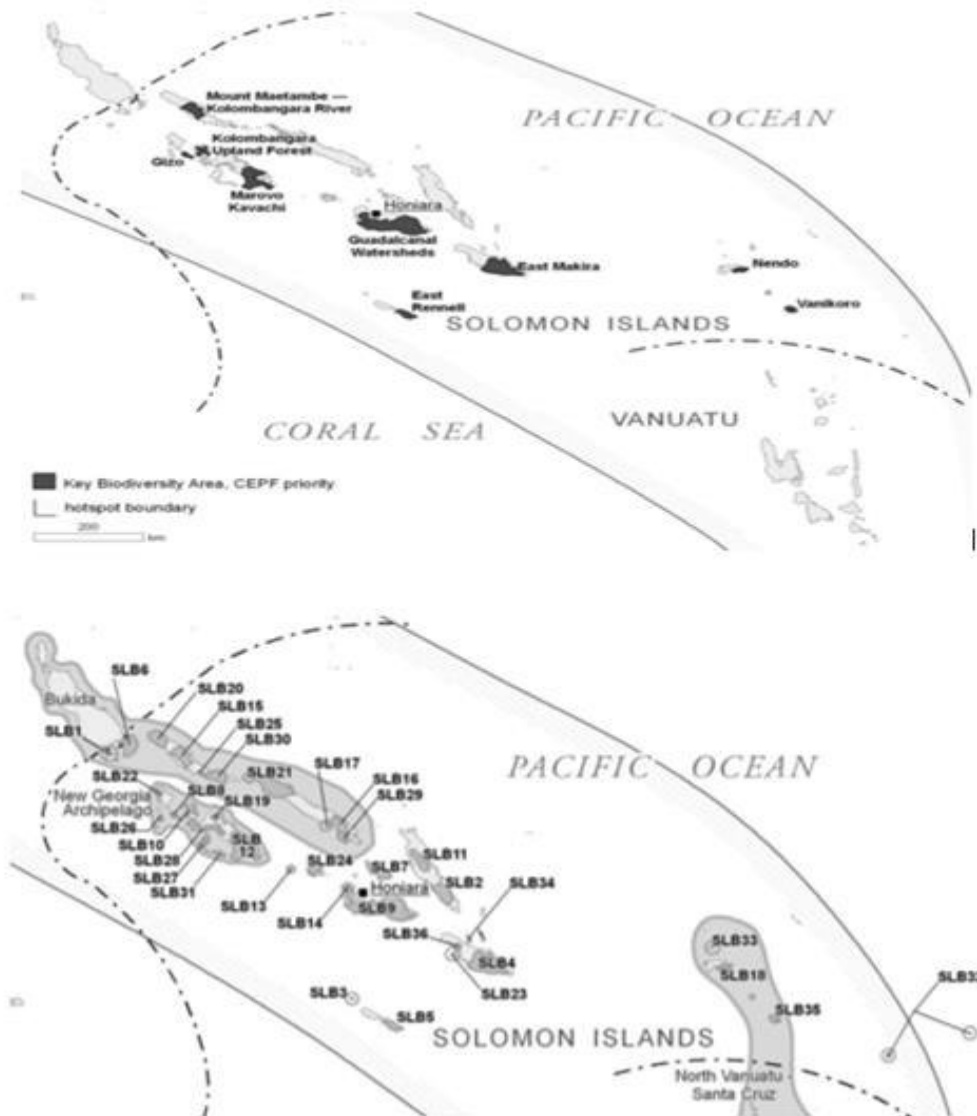 PACIFIC OCEAN
Mount Maetambe —
Kolombangara River
Kolombangara
Upland Forest
Gizo
Marovo
Kavachi
Honiara
Guadalcanal
Watersheds
East Makira
Nendo
East
Rennell
Vanikoro
SOLOMON ISLANDS
VANUATU
CORAL SEA
Key Biodiversity Area, CEPF priority
hotspot boundary
200
km
SLB6
SLB20
Bukida
SLB15
SLB1
SLB25
SLB30
SLB17
SLB22
SLB21
SLB16
PACIFIC OCEAN
New Georgia
Archipelago
SLB8
SLB19
SLB29
SLB26
SLB10
SLB
12
SLB28
SLB24
SLB7
SLB11
SLB27
SLB31
Honiara
SLB2
SLB34
SLB13
SLB9
SLB14
SLB36
SLB33
SLB4
SLB18
SLB32
SLB3
SLB23
SLB5
SLB35
SOLOMON ISLANDS
North Vanuatu
Santa Cruz